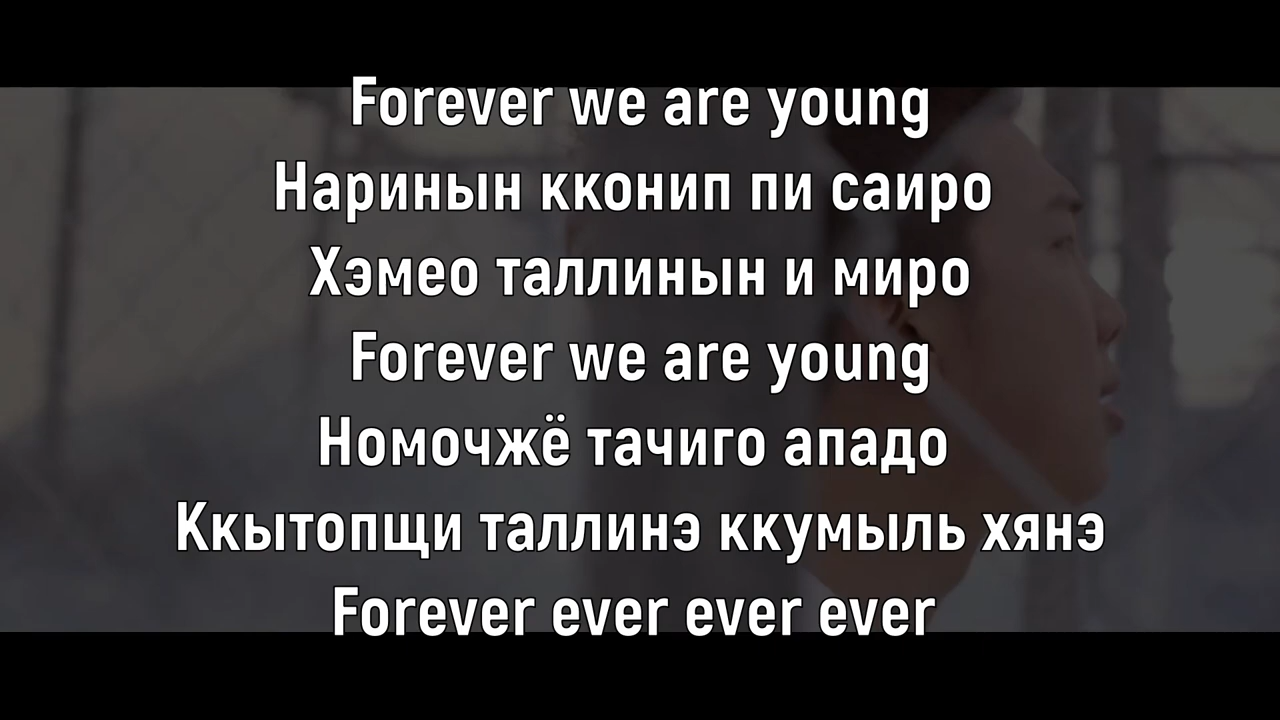 Forever we are young
Наринын кконип пи саиро
Хэмео таллинын и миро
Forever we are young
Номочжё тачиго ападо
Ккытопщи таллинэ ккумыль хянэ
Forever ever ever ever